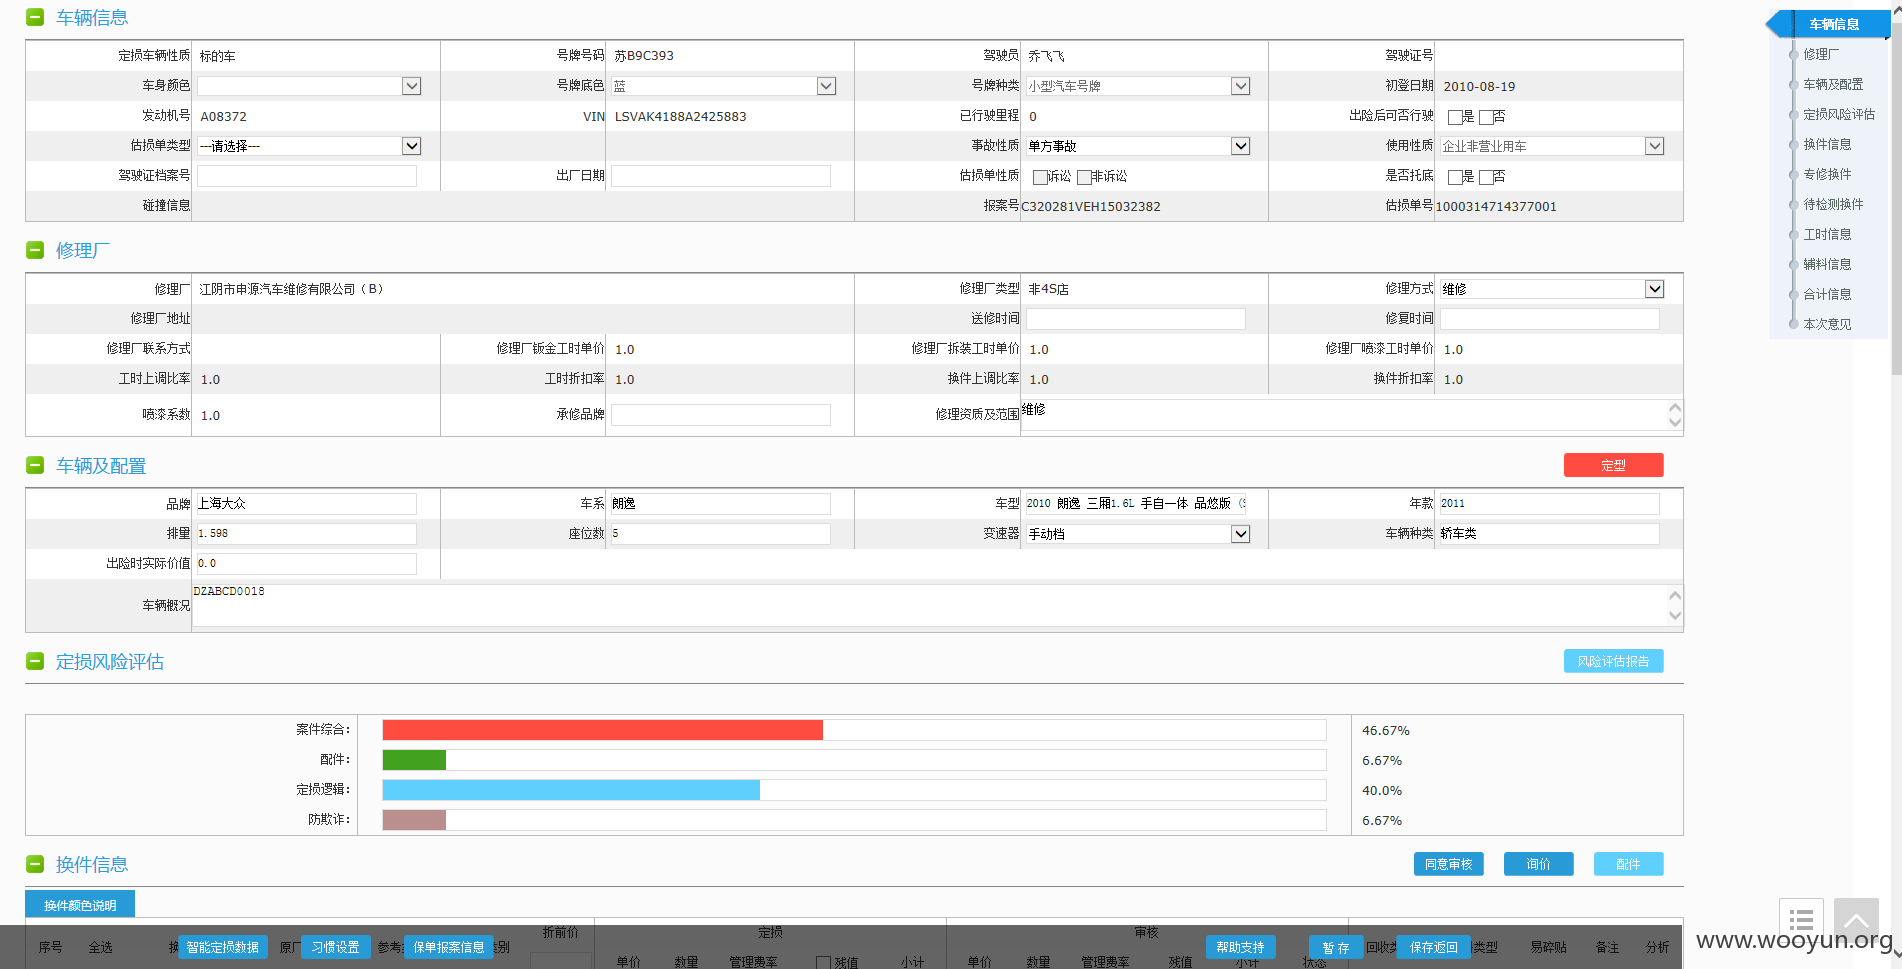 车辆信息
定损车辆性质 标的车 号牌号码 苏B9C393 驾驶员 乔飞飞 驾驶证号
车身颜色 号牌底色 蓝 号牌种类 小型汽车号牌 初登日期 2010-08-19
发动机号 A08372 VIN LSVAK4188A2425883 已行驶里程 0 出险后可否行驶 是 否
估损单类型 ---请选择--- 事故性质 单方事故 使用性质 企业非营业用车
驾驶证档案号 出厂日期 估损单性质 诉讼 非诉讼 是否托底 是 否
碰撞信息 报案号 C320281VEH15032382 估损单号 1000314714377001
修理厂
修理厂 江阴市申源汽车维修有限公司（B） 修理厂类型 非4S店 修理方式 维修
修理厂地址 送修时间 修复时间
修理厂联系方式 修理厂钣金工时单价 1.0 修理厂拆装工时单价 1.0 修理厂喷漆工时单价 1.0
工时上调比率 1.0 工时折扣率 1.0 换件上调比率 1.0 换件折扣率 1.0
喷漆系数 1.0 承修品牌 修理资质及范围 维修
车辆及配置 定型
品牌 上海大众 车系 朗逸 车型 2010 朗逸 三厢1.6L 手自一体 品悠版 年款 2011
排量 1.598 座位数 5 变速器 手动档 车辆种类 轿车类
出险时实际价值 0.0
车辆概况 DZABCD0018
定损风险评估 风险评估报告
案件综合： 46.67%
配件： 6.67%
定损逻辑： 40.0%
防欺诈： 6.67%
换件信息 同意审核 询价 配件
换件颜色说明
折前价 定损 审核
序号 全选 换 智能定损数据 原厂 习惯设置 参考 保单报案信息 类别 帮助支持 暂 存 回收类 保存返回 类型 易碎贴 备注 分析
单价 数量 管理费率 残值 小计 单价 数量 管理费率 残值 小计 状态
车辆信息
修理厂
车辆及配置
定损风险评估
换件信息
专修换件
待检测换件
工时信息
辅料信息
合计信息
本次意见
www.wooyun.org